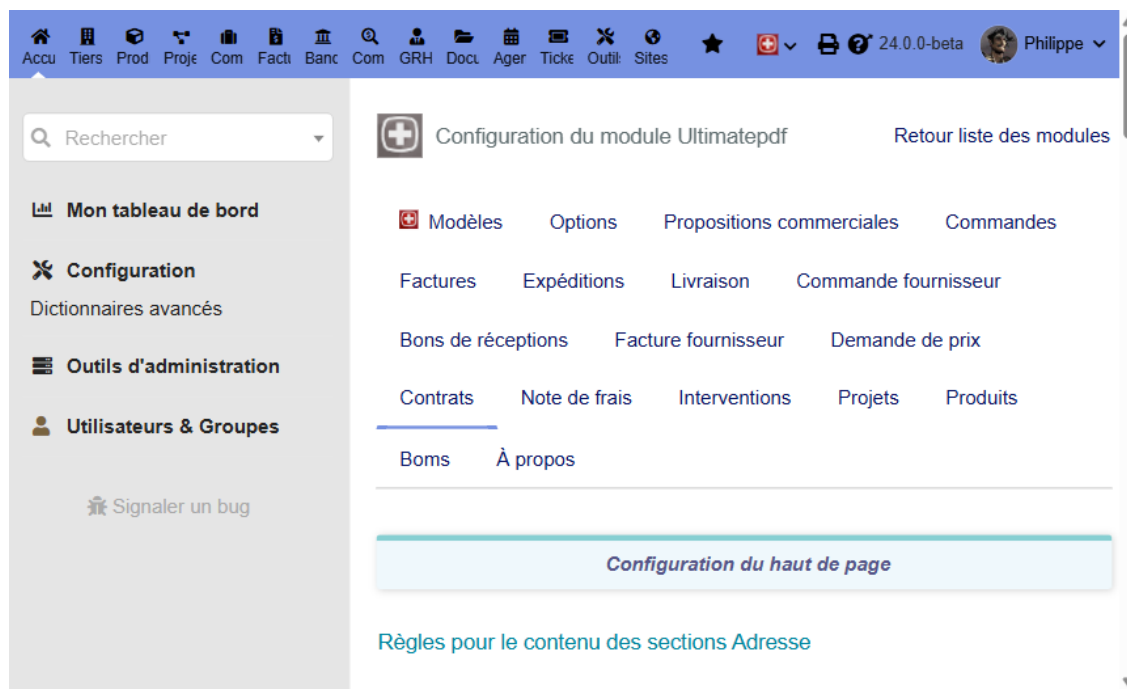 Accu Tiers Prod Proje Com Factu Banc Com GRH Docu Ager Ticke Outils Sites 24.0.0-beta Philippe
Rechercher
Configuration du module Ultimatepdf Retour liste des modules
Mon tableau de bord
Modèles Options Propositions commerciales Commandes
Configuration
Factures Expéditions Livraison Commande fournisseur
Dictionnaires avancés
Bons de réceptions Facture fournisseur Demande de prix
Outils d'administration
Contrats Note de frais Interventions Projets Produits
Utilisateurs & Groupes
Boms À propos
Signaler un bug
Configuration du haut de page
Règles pour le contenu des sections Adresse